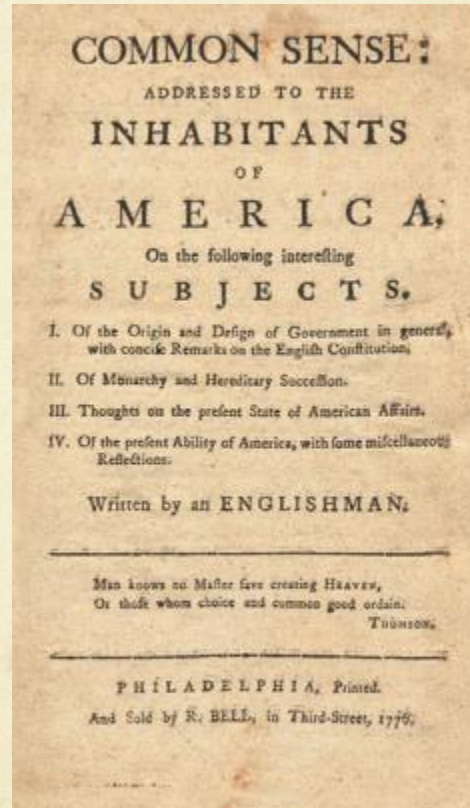 COMMON SENSE:
ADDRESSED TO THE
INHABITANTS
OF
AMERICA,
On the following intereſting
SUBJECTS.
I. Of the Origin and Deſign of Government in general,
with conciſe Remarks on the Engliſh Conſtitution.
II. Of Monarchy and Hereditary Succeſſion.
III. Thoughts on the preſent State of American Affairs.
IV. Of the preſent Ability of America, with ſome miſcellaneous
Reflections.
Written by an ENGLISHMAN.
Man knows no Maſter ſave creating HEAVEN,
Or thoſe whom choice and common good ordain.
THOMSON.
PHILADELPHIA, Printed.
And Sold by R. BELL, in Third-Street, 1776.